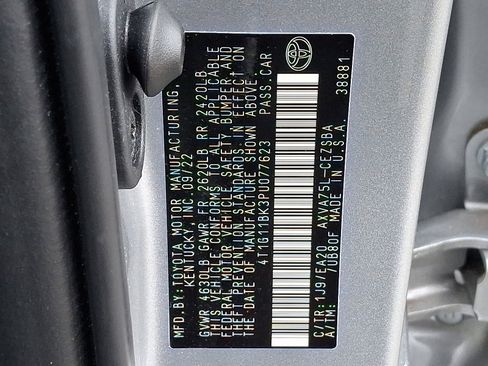 MFD.BY:TOYOTA MOTOR MANUFACTURING,
KENTUCKY, INC.09/22
GVWR 4630LB GAWR FR 2620LB RR 2420LB
THIS VEHICLE CONFORMS TO ALL APPLICABLE
FEDERAL MOTOR VEHICLE SAFETY, BUMPER, AND
THEFT PREVENTION STANDARDS IN EFFECT ON
THE DATE OF MANUFACTURE SHOWN ABOVE.
4T1G11BK3PU077623 PASS.CAR
C/TR:1J9/EA20 AXVA75L-CEZSBA
A/TM: 70B80F MADE IN U.S.A. 38881